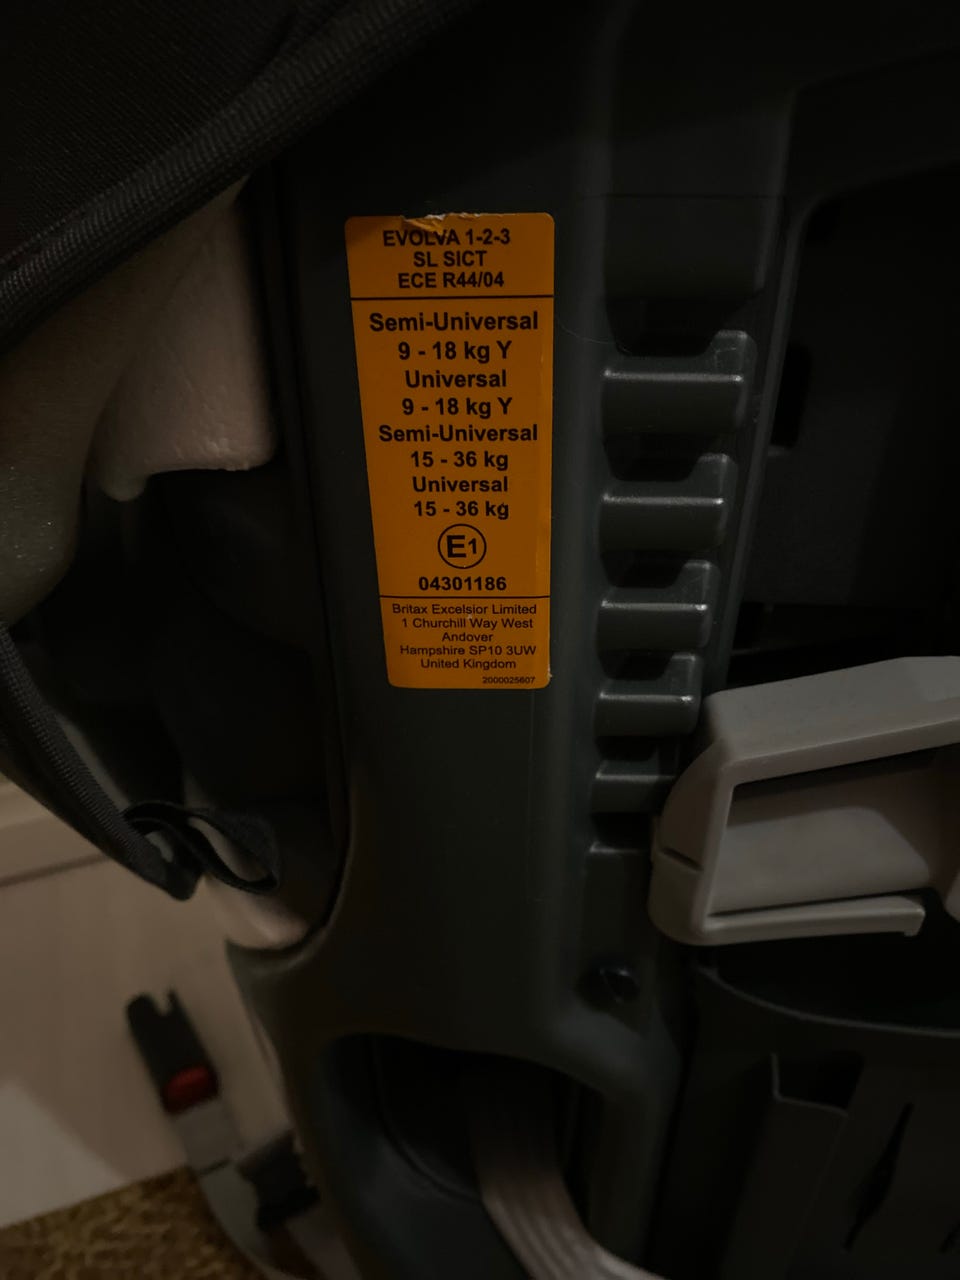 EVOLVA 1-2-3
SL SICT
ECE R44/04
Semi-Universal
9 - 18 kg Y
Universal
9 - 18 kg Y
Semi-Universal
15 - 36 kg
Universal
15 - 36 kg
E1
04301186
Britax Excelsior Limited
1 Churchill Way West
Andover
Hampshire SP10 3UW
United Kingdom
2000025607